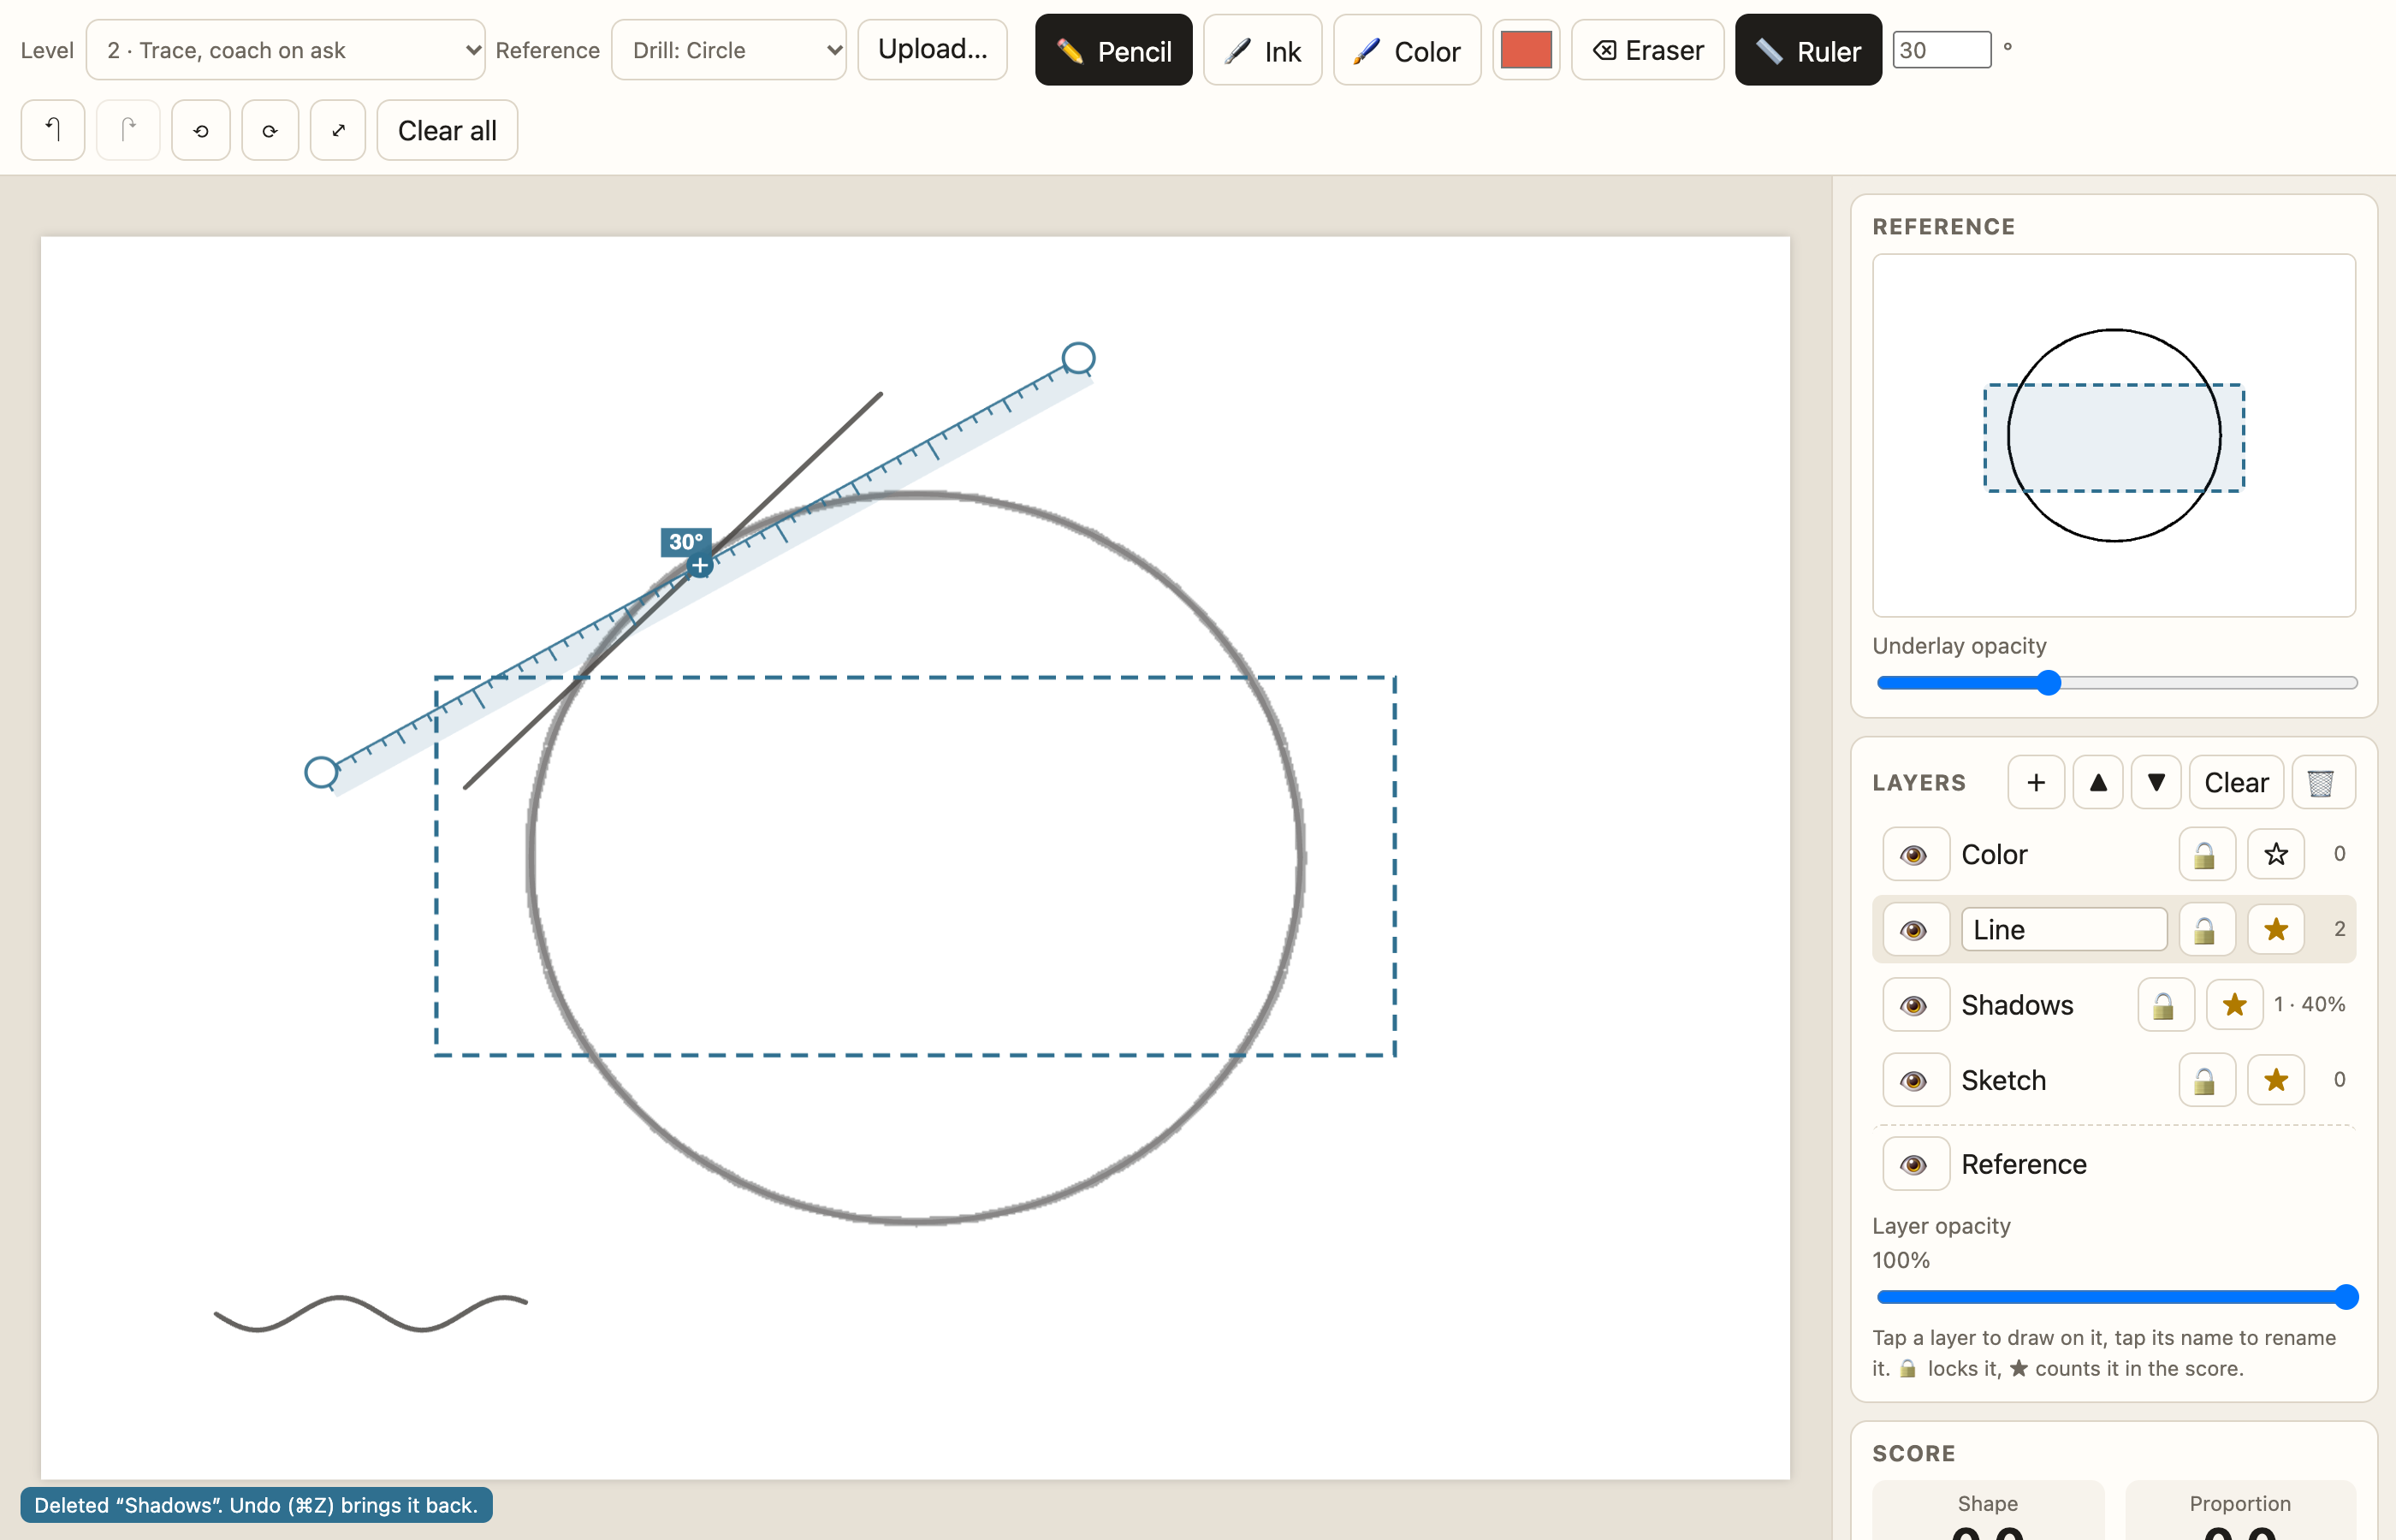 Level 2 · Trace, coach on ask Reference Drill: Circle Upload... Pencil Ink Color Eraser Ruler 30 °
Clear all
REFERENCE
30°
Underlay opacity
LAYERS + ▲ ▼ Clear
Color 0
Line 2
Shadows 1 · 40%
Sketch 0
Reference
Layer opacity
100%
Tap a layer to draw on it, tap its name to rename
it. 🔒 locks it, ★ counts it in the score.
SCORE
Deleted “Shadows”. Undo (⌘Z) brings it back.
Shape Proportion